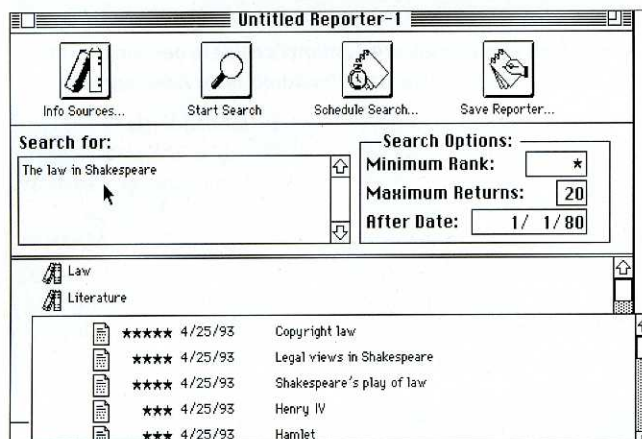 Untitled Reporter-1
Info Sources... Start Search Schedule Search... Save Reporter...
Search for:
The law in Shakespeare
Search Options:
Minimum Rank: *
Maximum Returns: 20
After Date: 1/ 1/80
Law
Literature
★★★★★ 4/25/93 Copyright law
★★★★ 4/25/93 Legal views in Shakespeare
★★★★ 4/25/93 Shakespeare's play of law
★★★ 4/25/93 Henry IV
★★★ 4/25/93 Hamlet